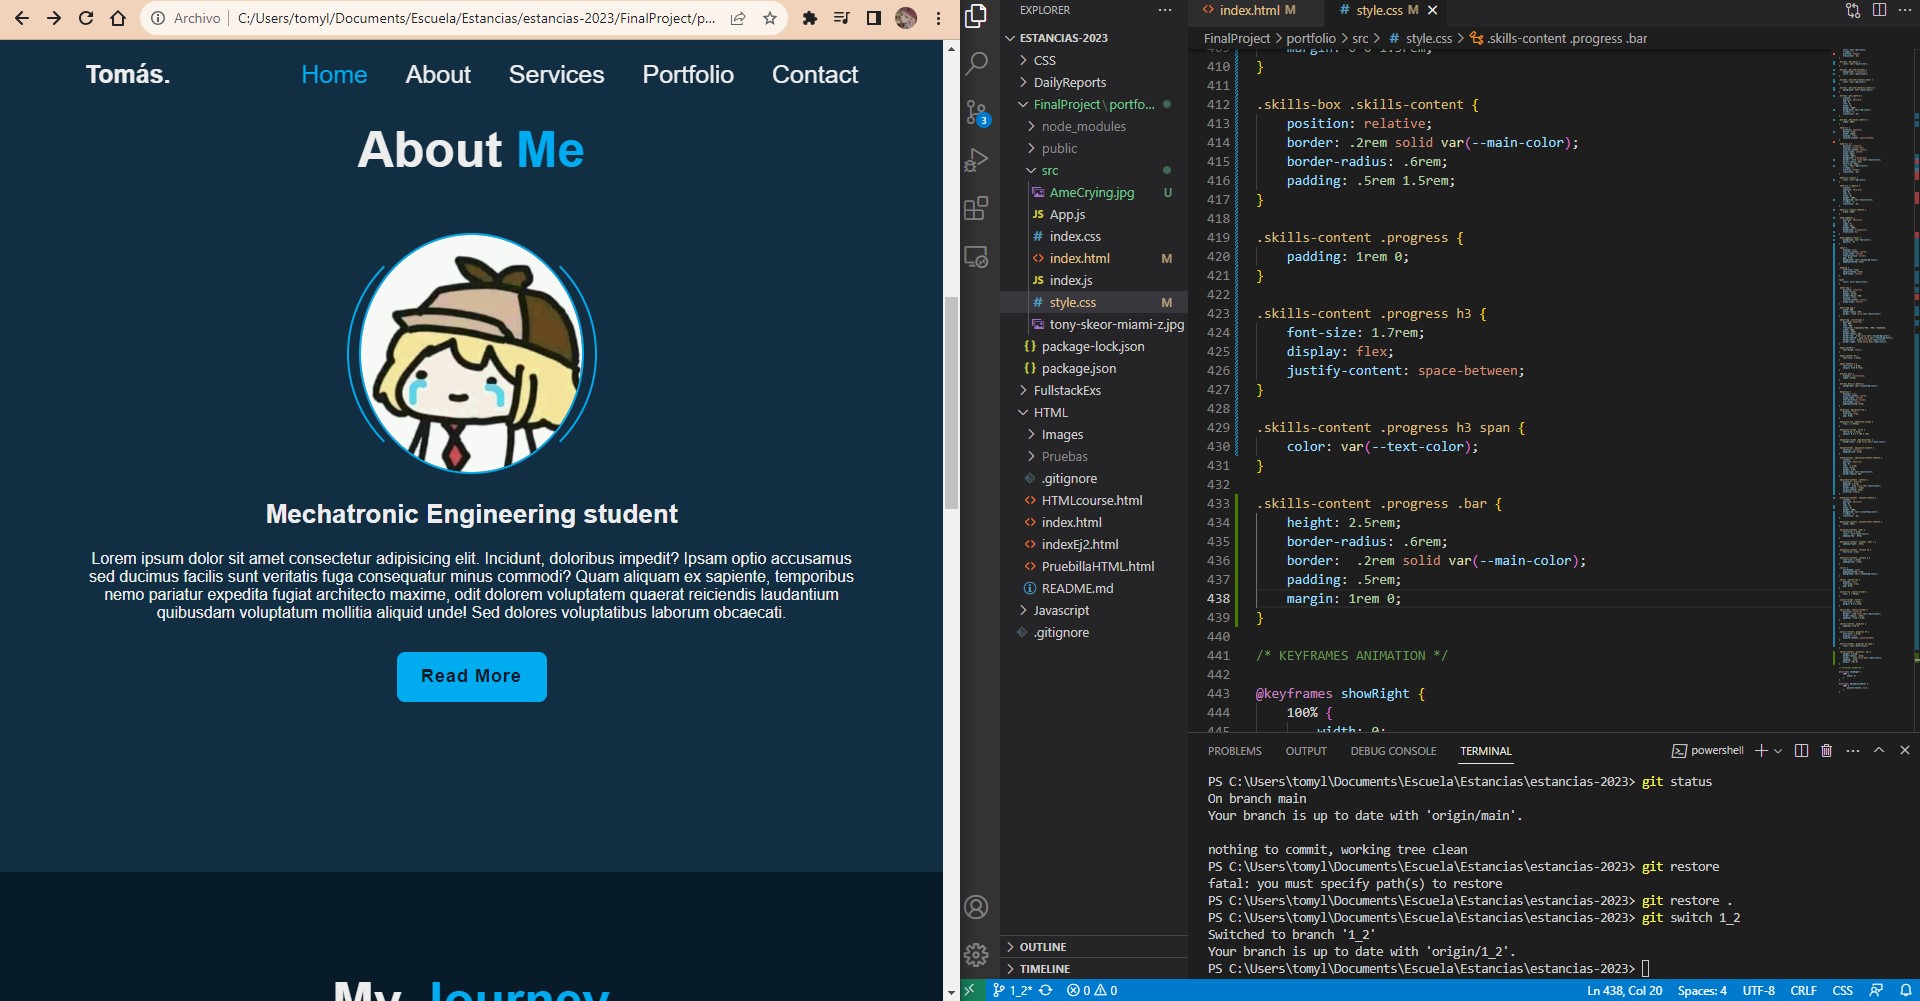 Archivo C:/Users/tomyl/Documents/Escuela/Estancias/estancias-2023/FinalProject/p...
Tomás. Home About Services Portfolio Contact
About Me
Mechatronic Engineering student
Lorem ipsum dolor sit amet consectetur adipisicing elit. Incidunt, doloribus impedit? Ipsam optio accusamus
sed ducimus facilis sunt veritatis fuga consequatur minus commodi? Quam aliquam ex sapiente, temporibus
nemo pariatur expedita fugiat architecto maxime, odit dolorem voluptatem quaerat reiciendis laudantium
quibusdam voluptatum mollitia aliquid unde! Sed dolores voluptatibus laborum obcaecati.
Read More
My Journey
3
EXPLORER
ESTANCIAS-2023
CSS
DailyReports
FinalProject\portfo...
node_modules
public
src
AmeCrying.jpg U
JS App.js
# index.css
<> index.html M
JS index.js
# style.css M
tony-skeor-miami-z.jpg
{} package-lock.json
{} package.json
FullstackExs
HTML
Images
Pruebas
.gitignore
<> HTMLcourse.html
<> index.html
<> indexEj2.html
<> PruebillaHTML.html
README.md
Javascript
.gitignore
OUTLINE
TIMELINE
<> index.html M # style.css M
FinalProject > portfolio > src > # style.css > .skills-content .progress .bar
409 margin: 0 0 1.5rem;
410 }
411
412 .skills-box .skills-content {
413 position: relative;
414 border: .2rem solid var(--main-color);
415 border-radius: .6rem;
416 padding: .5rem 1.5rem;
417 }
418
419 .skills-content .progress {
420 padding: 1rem 0;
421 }
422
423 .skills-content .progress h3 {
424 font-size: 1.7rem;
425 display: flex;
426 justify-content: space-between;
427 }
428
429 .skills-content .progress h3 span {
430 color: var(--text-color);
431 }
432
433 .skills-content .progress .bar {
434 height: 2.5rem;
435 border-radius: .6rem;
436 border:  .2rem solid var(--main-color);
437 padding: .5rem;
438 margin: 1rem 0;
439 }
440
441 /* KEYFRAMES ANIMATION */
442
443 @keyframes showRight {
444 100% {
445 width: 0;
PROBLEMS OUTPUT DEBUG CONSOLE TERMINAL powershell
PS C:\Users\tomyl\Documents\Escuela\Estancias\estancias-2023> git status
On branch main
Your branch is up to date with 'origin/main'.
nothing to commit, working tree clean
PS C:\Users\tomyl\Documents\Escuela\Estancias\estancias-2023> git restore
fatal: you must specify path(s) to restore
PS C:\Users\tomyl\Documents\Escuela\Estancias\estancias-2023> git restore .
PS C:\Users\tomyl\Documents\Escuela\Estancias\estancias-2023> git switch 1_2
Switched to branch '1_2'
Your branch is up to date with 'origin/1_2'.
PS C:\Users\tomyl\Documents\Escuela\Estancias\estancias-2023>
1_2* 0 0 Ln 438, Col 20 Spaces: 4 UTF-8 CRLF CSS